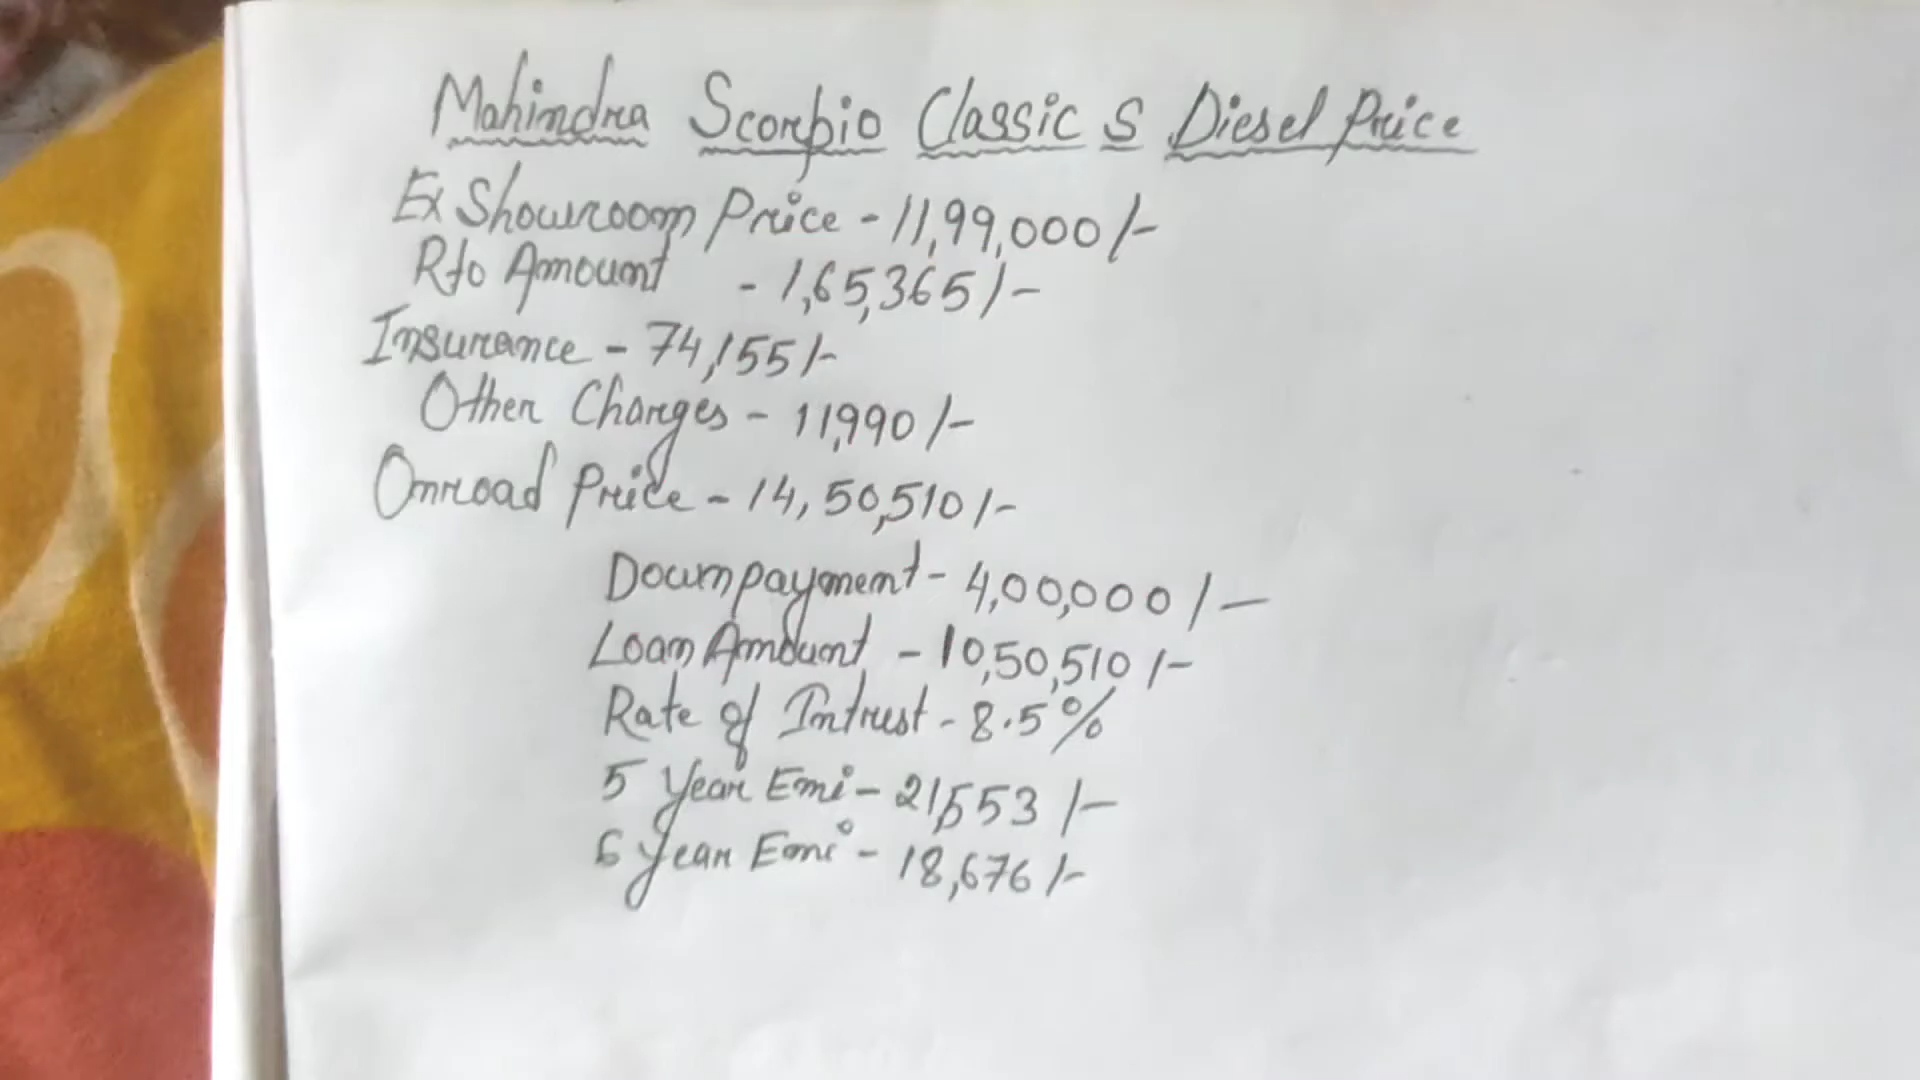 Mahindra Scorpio Classic S Diesel Price
Ex Showroom Price - 11,99,000/-
Rto Amount - 1,65,365/-
Insurance - 74,155/-
Other Charges - 11,990/-
Onroad Price - 14,50,510/-
Downpayment - 4,00,000/-
Loan Amount - 10,50,510/-
Rate of Intrest - 8.5%
5 Year Emi - 21,553/-
6 Year Emi - 18,676/-